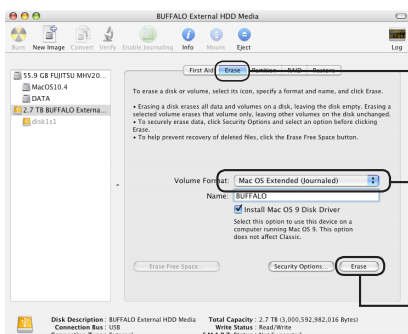 BUFFALO External HDD Media
Burn New Image Convert Verify Enable Journaling Info Mount Eject Log
55.9 GB FUJITSU MHV20...
MacOS10.4
DATA
2.7 TB BUFFALO Externa...
disk1s1
First Aid Erase Partition RAID Restore
To erase a disk or volume, select its icon, specify a format and name, and click Erase.
• Erasing a disk erases all data and volumes on a disk, leaving the disk empty. Erasing a
selected volume erases that volume only, leaving other volumes on the disk unchanged.
• To securely erase data, click Security Options and select an option before clicking
Erase.
• To help prevent recovery of deleted files, click the Erase Free Space button.
Volume Format: Mac OS Extended (Journaled)
Name: BUFFALO
Install Mac OS 9 Disk Driver
Select this option to use this device on a
computer running Mac OS 9. This option
does not affect Classic.
Erase Free Space... Security Options... Erase
Disk Description : BUFFALO External HDD Media Total Capacity : 2.7 TB (3,000,592,982,016 Bytes)
Connection Bus : USB Write Status : Read/Write